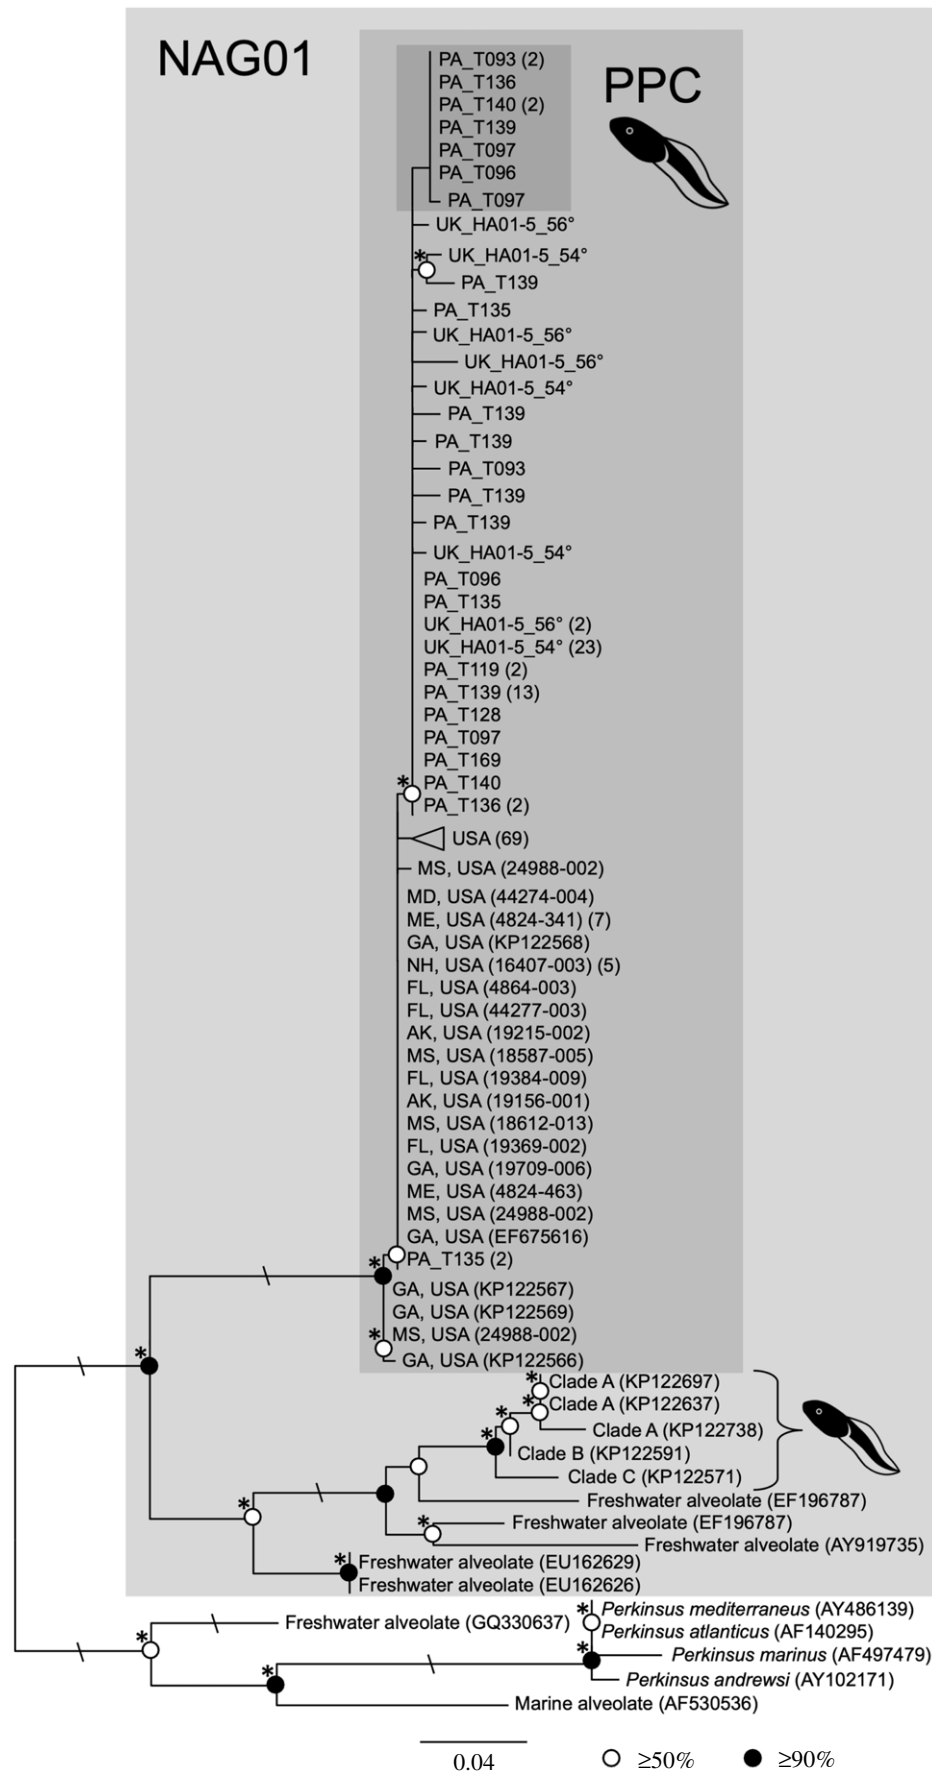 NAG01
PPC
PA_T093 (2)
PA_T136
PA_T140 (2)
PA_T139
PA_T097
PA_T096
PA_T097
UK_HA01-5_56°
* UK_HA01-5_54°
PA_T139
PA_T135
UK_HA01-5_56°
UK_HA01-5_56°
UK_HA01-5_54°
PA_T139
PA_T139
PA_T093
PA_T139
PA_T139
UK_HA01-5_54°
PA_T096
PA_T135
UK_HA01-5_56° (2)
UK_HA01-5_54° (23)
PA_T119 (2)
PA_T139 (13)
PA_T128
PA_T097
PA_T169
* PA_T140
PA_T136 (2)
USA (69)
MS, USA (24988-002)
MD, USA (44274-004)
ME, USA (4824-341) (7)
GA, USA (KP122568)
NH, USA (16407-003) (5)
FL, USA (4864-003)
FL, USA (44277-003)
AK, USA (19215-002)
MS, USA (18587-005)
FL, USA (19384-009)
AK, USA (19156-001)
MS, USA (18612-013)
FL, USA (19369-002)
GA, USA (19709-006)
ME, USA (4824-463)
MS, USA (24988-002)
GA, USA (EF675616)
* PA_T135 (2)
GA, USA (KP122567)
GA, USA (KP122569)
* MS, USA (24988-002)
* GA, USA (KP122566)
* Clade A (KP122697)
* Clade A (KP122637)
* Clade A (KP122738)
* Clade B (KP122591)
Clade C (KP122571)
Freshwater alveolate (EF196787)
* * Freshwater alveolate (EF196787)
Freshwater alveolate (AY919735)
* Freshwater alveolate (EU162629)
Freshwater alveolate (EU162626)
* Perkinsus mediterraneus (AY486139)
* Freshwater alveolate (GQ330637)
Perkinsus atlanticus (AF140295)
* Perkinsus marinus (AF497479)
* Perkinsus andrewsi (AY102171)
Marine alveolate (AF530536)
0.04
≥50%
≥90%